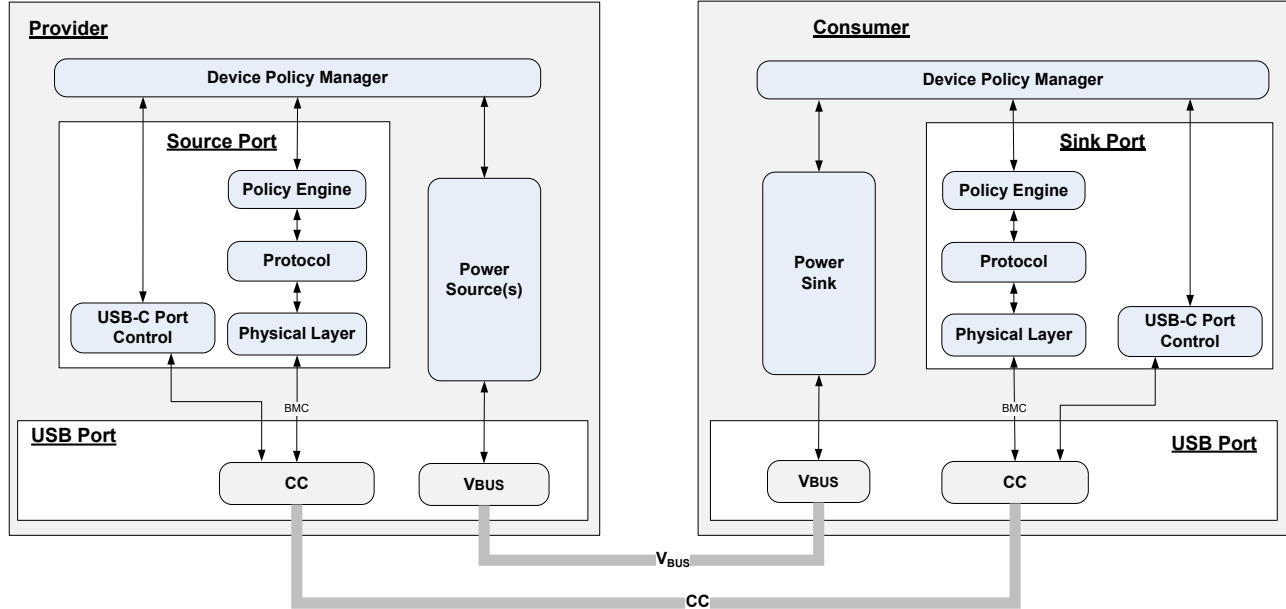 Provider
Device Policy Manager
Source Port
Policy Engine
Protocol
Physical Layer
USB-C Port
Control
Power
Source(s)
BMC
USB Port
CC
VBUS
Consumer
Device Policy Manager
Sink Port
Policy Engine
Protocol
Physical Layer
USB-C Port
Control
Power
Sink
BMC
USB Port
VBUS
CC
VBUS
CC